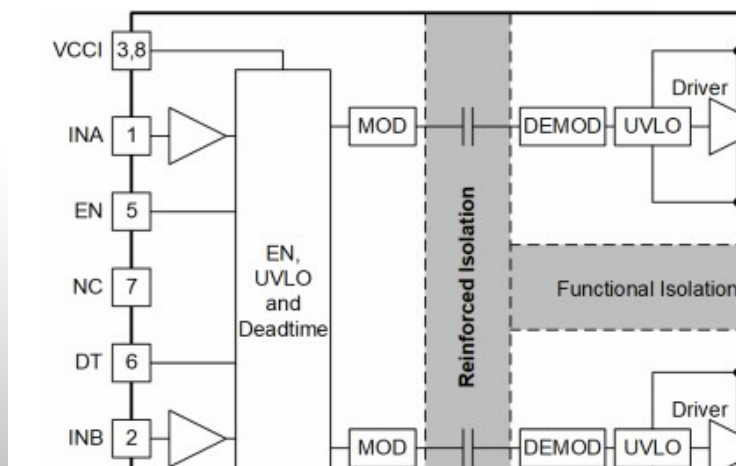 VCCI 3,8
Driver
INA 1 MOD DEMOD UVLO
EN 5
EN,
UVLO
and
Deadtime
Reinforced Isolation
NC 7
Functional Isolation
DT 6
Driver
INB 2 MOD DEMOD UVLO